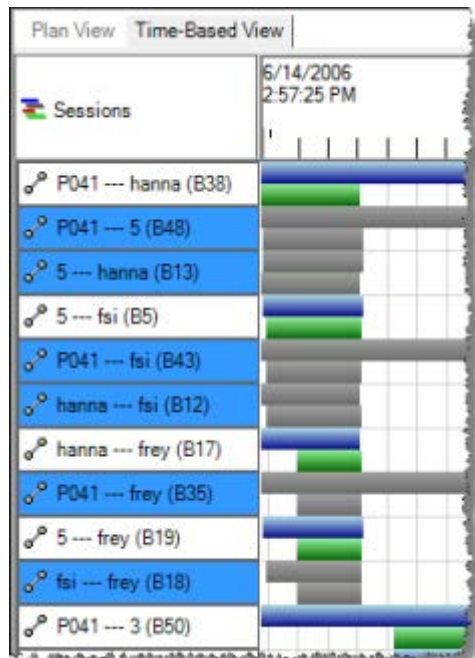 Plan View Time-Based View
Sessions
6/14/2006
2:57:25 PM
P041 --- hanna (B38)
P041 --- 5 (B48)
5 --- hanna (B13)
5 --- fsi (B5)
P041 --- fsi (B43)
hanna --- fsi (B12)
hanna --- frey (B17)
P041 --- frey (B35)
5 --- frey (B19)
fsi --- frey (B18)
P041 --- 3 (B50)